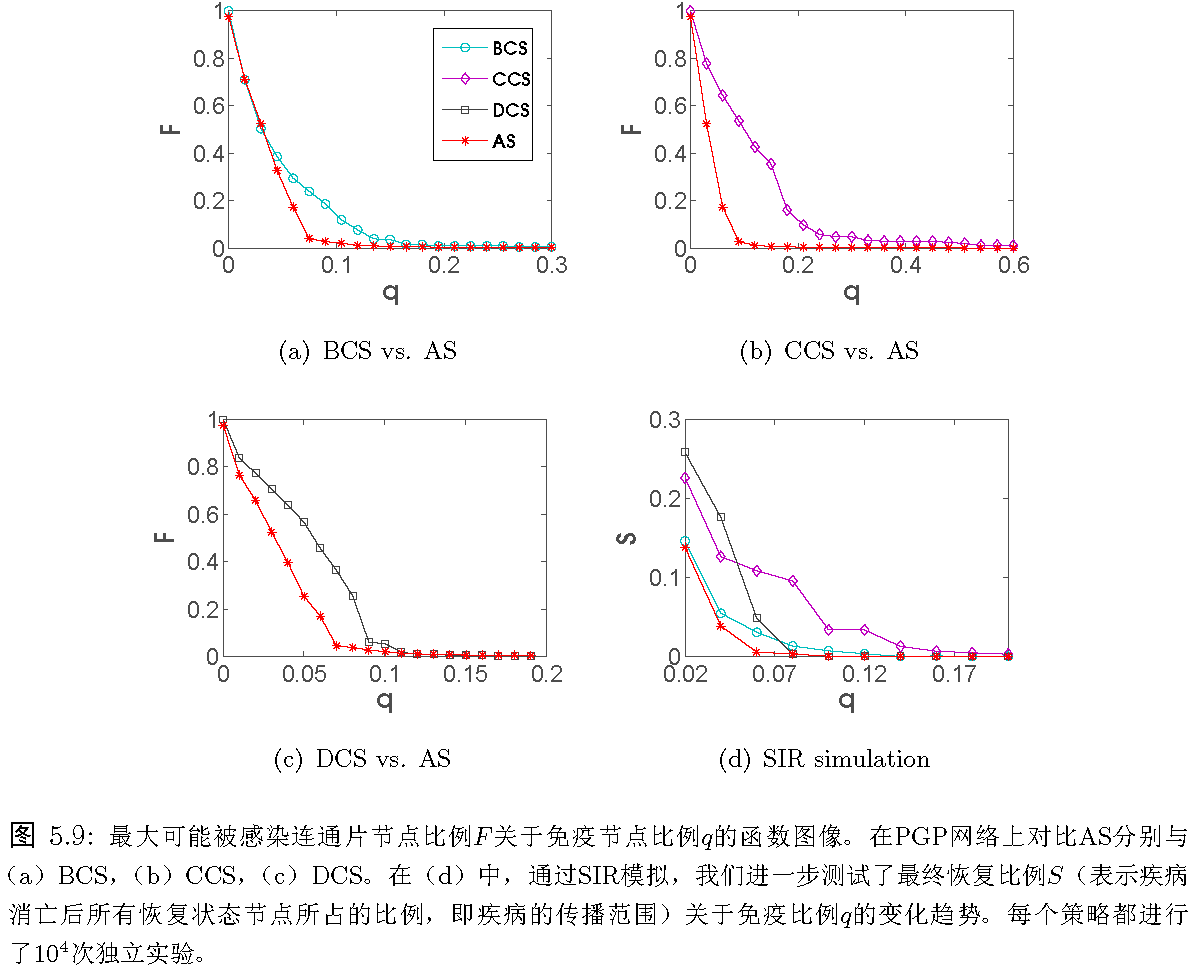 1
0.8
0.6
F
0.4
0.2
0
0 0.1 0.2 0.3
q
BCS
CCS
DCS
AS
(a) BCS vs. AS
1
0.8
0.6
F
0.4
0.2
0
0 0.2 0.4 0.6
q
(b) CCS vs. AS
1
0.8
0.6
F
0.4
0.2
0
0 0.05 0.1 0.15 0.2
q
(c) DCS vs. AS
0.3
0.2
S
0.1
0
0.02 0.07 0.12 0.17
q
(d) SIR simulation
图 5.9: 最大可能被感染连通片节点比例F关于免疫节点比例q的函数图像。在PGP网络上对比AS分别与
（a）BCS，（b）CCS，（c）DCS。在（d）中，通过SIR模拟，我们进一步测试了最终恢复比例S（表示疾病
消亡后所有恢复状态节点所占的比例，即疾病的传播范围）关于免疫比例q的变化趋势。每个策略都进行
了10⁴次独立实验。